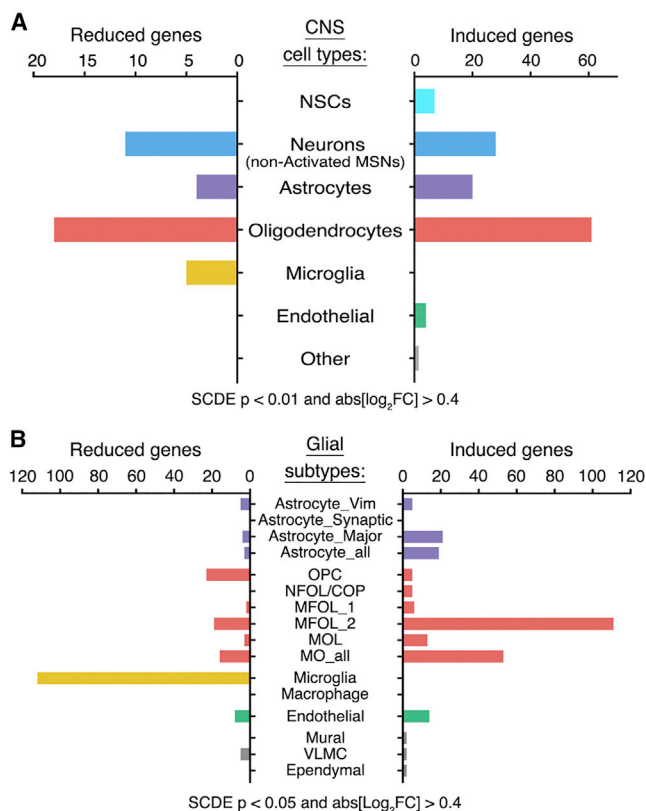 A
Reduced genes CNS cell types: Induced genes
20 15 10 5 0 0 20 40 60
NSCs
Neurons
(non-Activated MSNs)
Astrocytes
Oligodendrocytes
Microglia
Endothelial
Other
SCDE p < 0.01 and abs[log₂FC] > 0.4
B
Reduced genes Glial subtypes: Induced genes
120 100 80 60 40 20 0 0 20 40 60 80 100 120
Astrocyte_Vim
Astrocyte_Synaptic
Astrocyte_Major
Astrocyte_all
OPC
NFOL/COP
MFOL_1
MFOL_2
MOL
MO_all
Microglia
Macrophage
Endothelial
Mural
VLMC
Ependymal
SCDE p < 0.05 and abs[Log₂FC] > 0.4